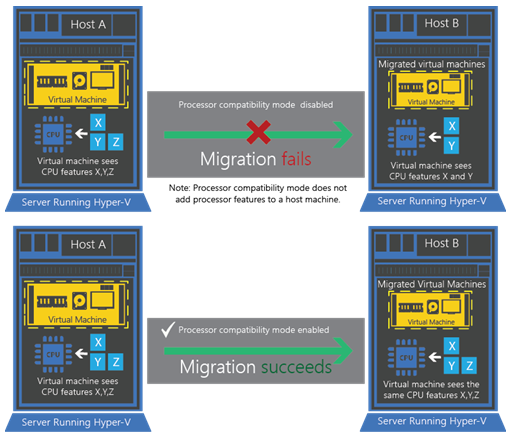 Host A
Virtual Machine
CPU
X
Y
Z
Virtual machine sees
CPU features X,Y,Z
Server Running Hyper-V
Processor compatibility mode disabled
Migration fails
Note: Processor compatibility mode does not
add processor features to a host machine.
Host B
Migrated virtual machines
Virtual Machine
CPU
X
Y
Virtual machine sees
CPU features X and Y
Server Running Hyper-V
Host A
Virtual Machine
CPU
X
Y
Z
Virtual machine sees
CPU features X,Y,Z
Server Running Hyper-V
Processor compatibility mode enabled
Migration succeeds
Host B
Migrated Virtual Machines
Virtual Machine
CPU
X
Y
Z
Virtual machine sees the
same CPU features X,Y,Z
Server Running Hyper-V